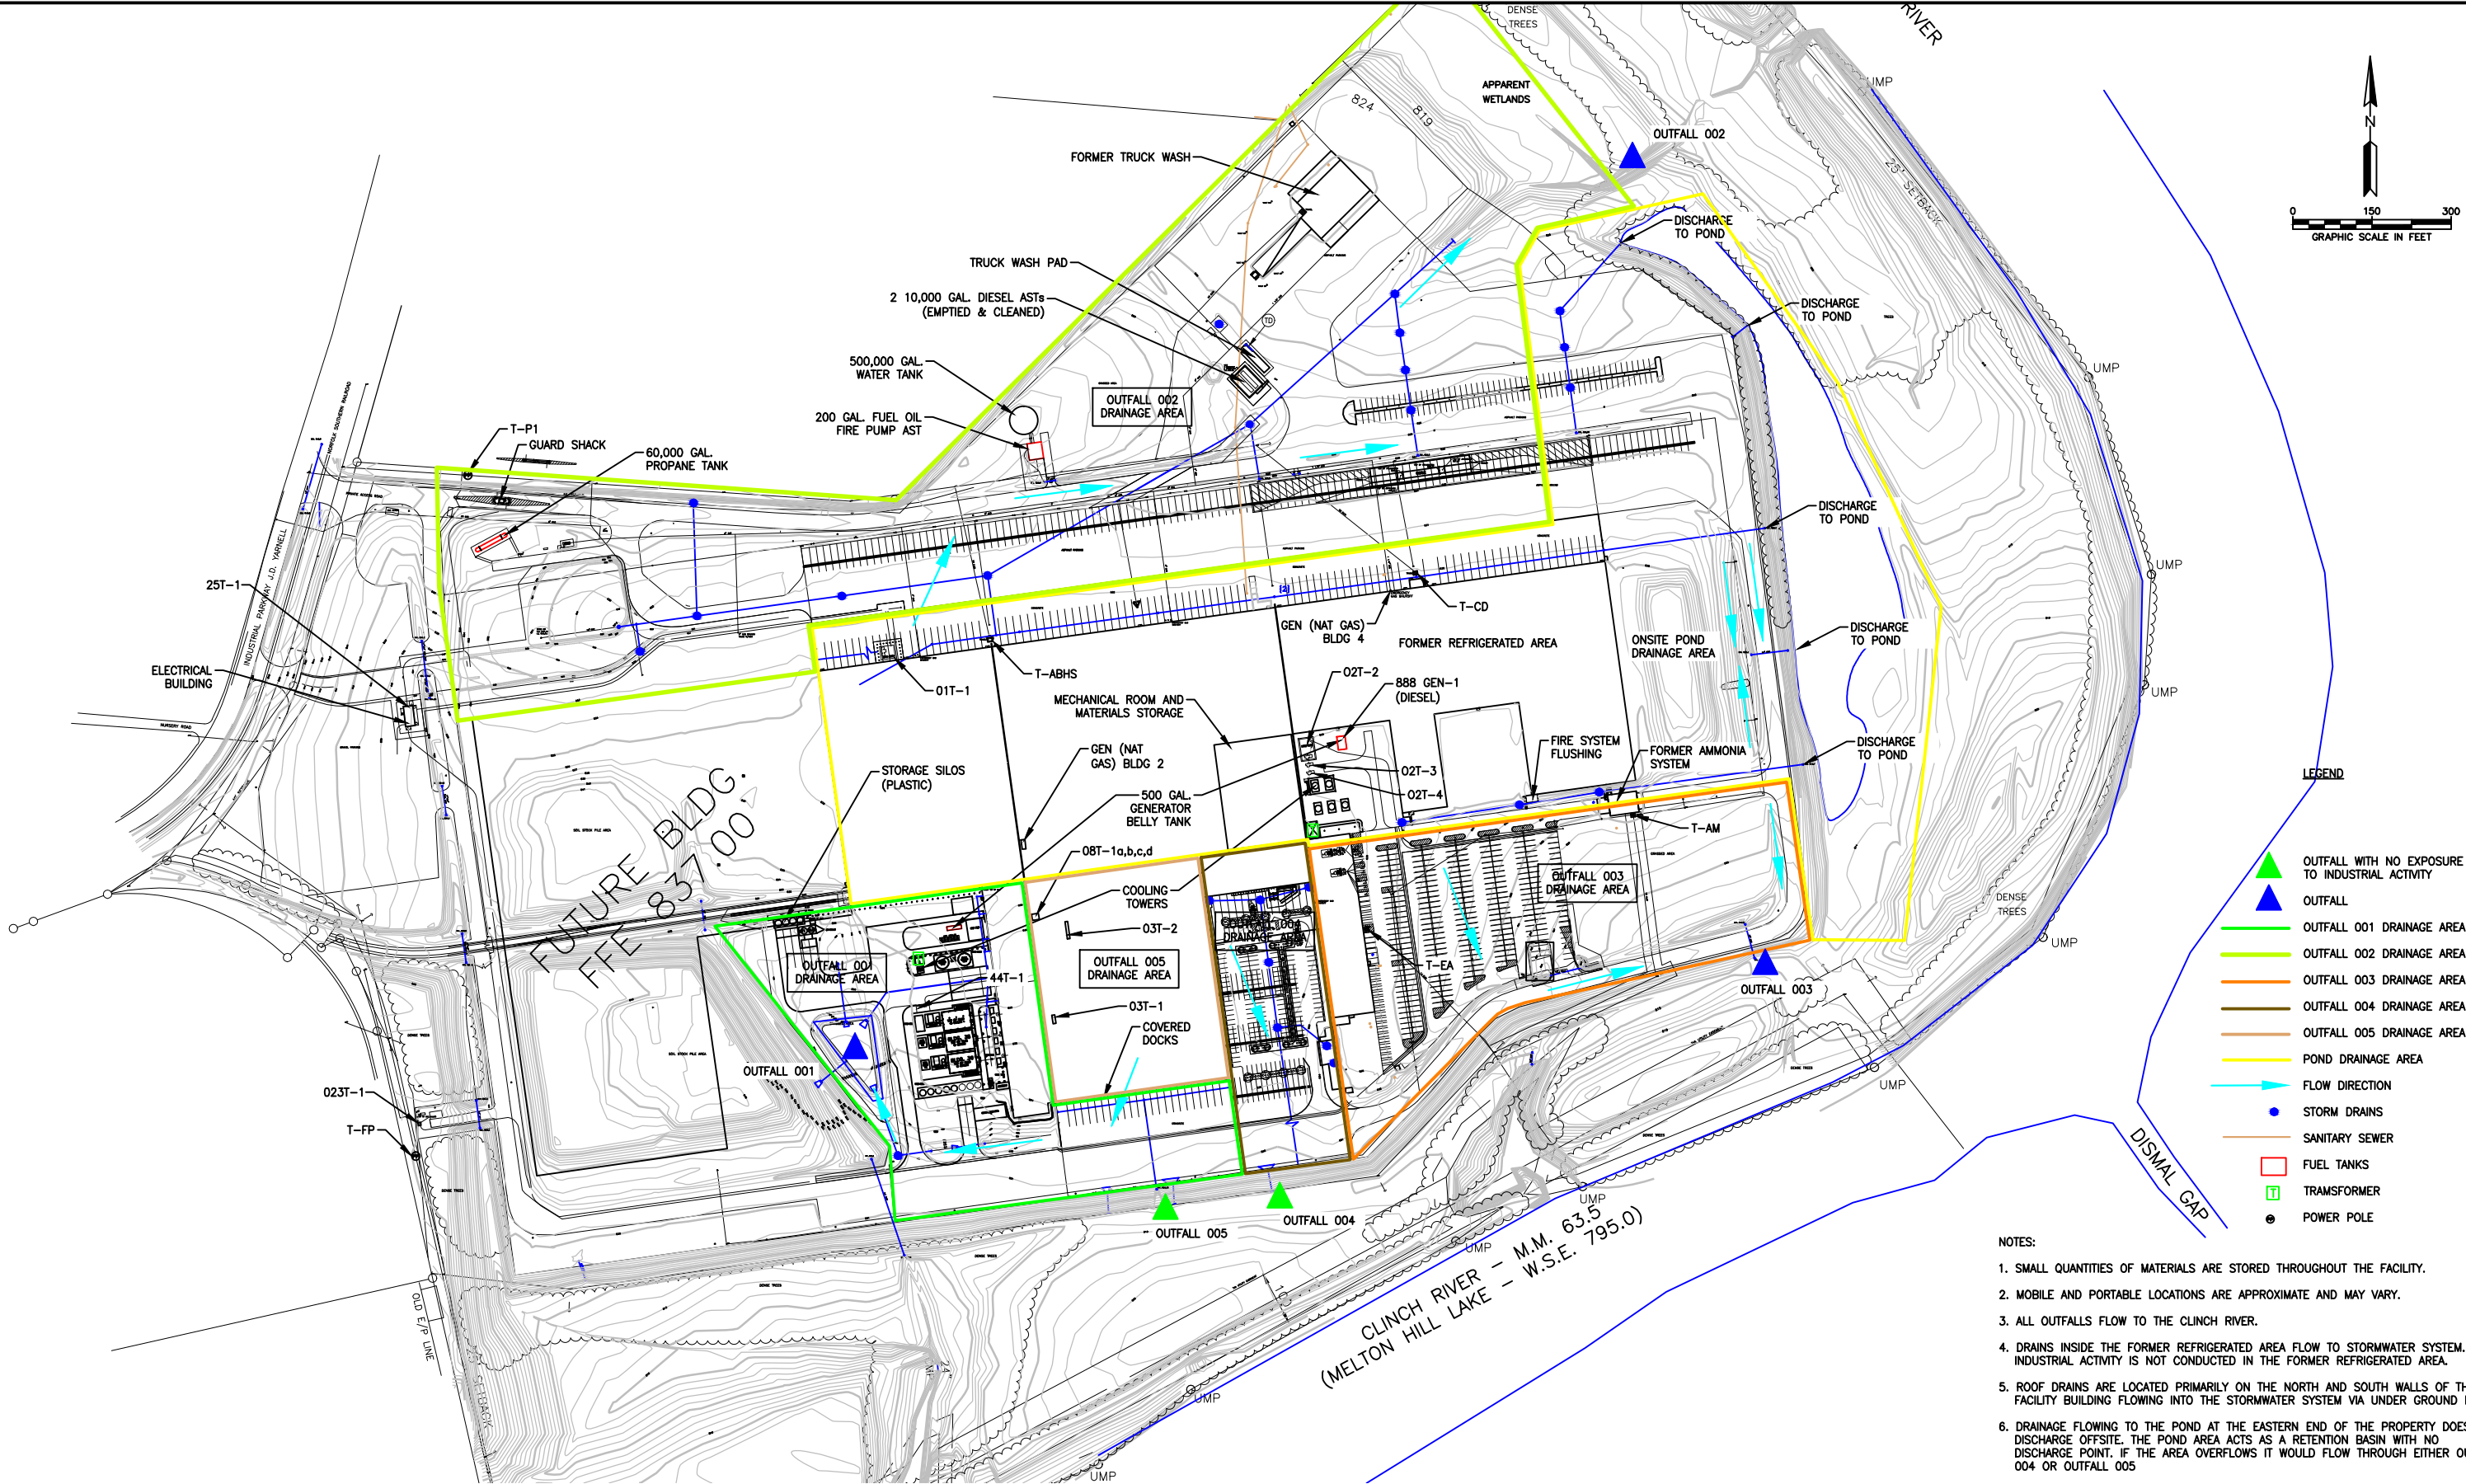 DENSE
TREES
RIVER
UMP
APPARENT
WETLANDS
824
819
OUTFALL 002
25' SETBACK
N
0 150 300
GRAPHIC SCALE IN FEET
FORMER TRUCK WASH
DISCHARGE
TO POND
TRUCK WASH PAD
TD
2 10,000 GAL. DIESEL ASTs
(EMPTIED & CLEANED)
DISCHARGE
TO POND
500,000 GAL.
WATER TANK
UMP
OUTFALL 002
DRAINAGE AREA
200 GAL. FUEL OIL
FIRE PUMP AST
T-P1
GUARD SHACK
60,000 GAL.
PROPANE TANK
NORFOLK SOUTHERN RAILROAD
INDUSTRIAL PARKWAY J.D. YARNELL
DISCHARGE
TO POND
UMP
25T-1
T-CD
GEN (NAT GAS)
BLDG 4
FORMER REFRIGERATED AREA
ONSITE POND
DRAINAGE AREA
DISCHARGE
TO POND
ELECTRICAL
BUILDING
T-ABHS
01T-1
02T-2
888 GEN-1
(DIESEL)
UMP
MECHANICAL ROOM AND
MATERIALS STORAGE
NURSERY ROAD
GEN (NAT
GAS) BLDG 2
FIRE SYSTEM
FLUSHING
FORMER AMMONIA
SYSTEM
DISCHARGE
TO POND
STORAGE SILOS
(PLASTIC)
02T-3
02T-4
500 GAL.
GENERATOR
BELLY TANK
T-AM
FUTURE BLDG.
FFE 837.00
08T-1a,b,c,d
COOLING
TOWERS
OUTFALL 003
DRAINAGE AREA
DENSE
TREES
03T-2
OUTFALL 004
DRAINAGE AREA
UMP
OUTFALL 001
DRAINAGE AREA
OUTFALL 005
DRAINAGE AREA
T-EA
44T-1
OUTFALL 003
03T-1
COVERED
DOCKS
OUTFALL 001
UMP
023T-1
T-FP
UMP
OUTFALL 004
OUTFALL 005
UMP
CLINCH RIVER - M.M. 63.5
(MELTON HILL LAKE - W.S.E. 795.0)
DISMAL GAP
OLD E/P LINE
SETBACK
24"
UMP
UMP
LEGEND
OUTFALL WITH NO EXPOSURE
TO INDUSTRIAL ACTIVITY
OUTFALL
OUTFALL 001 DRAINAGE AREA
OUTFALL 002 DRAINAGE AREA
OUTFALL 003 DRAINAGE AREA
OUTFALL 004 DRAINAGE AREA
OUTFALL 005 DRAINAGE AREA
POND DRAINAGE AREA
FLOW DIRECTION
STORM DRAINS
SANITARY SEWER
FUEL TANKS
T TRAMSFORMER
POWER POLE
NOTES:
1. SMALL QUANTITIES OF MATERIALS ARE STORED THROUGHOUT THE FACILITY.
2. MOBILE AND PORTABLE LOCATIONS ARE APPROXIMATE AND MAY VARY.
3. ALL OUTFALLS FLOW TO THE CLINCH RIVER.
4. DRAINS INSIDE THE FORMER REFRIGERATED AREA FLOW TO STORMWATER SYSTEM.
INDUSTRIAL ACTIVITY IS NOT CONDUCTED IN THE FORMER REFRIGERATED AREA.
5. ROOF DRAINS ARE LOCATED PRIMARILY ON THE NORTH AND SOUTH WALLS OF
FACILITY BUILDING FLOWING INTO THE STORMWATER SYSTEM VIA UNDER GROUND
6. DRAINAGE FLOWING TO THE POND AT THE EASTERN END OF THE PROPERTY DOES
DISCHARGE OFFSITE. THE POND AREA ACTS AS A RETENTION BASIN WITH NO
DISCHARGE POINT. IF THE AREA OVERFLOWS IT WOULD FLOW THROUGH EITHER
004 OR OUTFALL 005